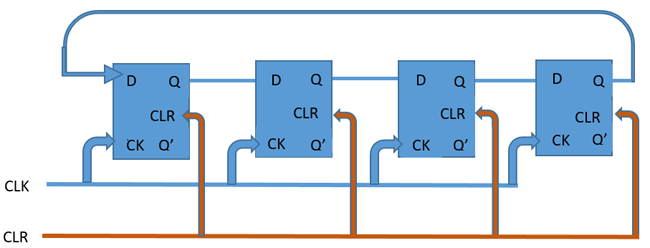 D Q D Q D Q D Q
CLR CLR CLR CLR
CK Q’ CK Q’ CK Q’ CK Q’
CLK
CLR